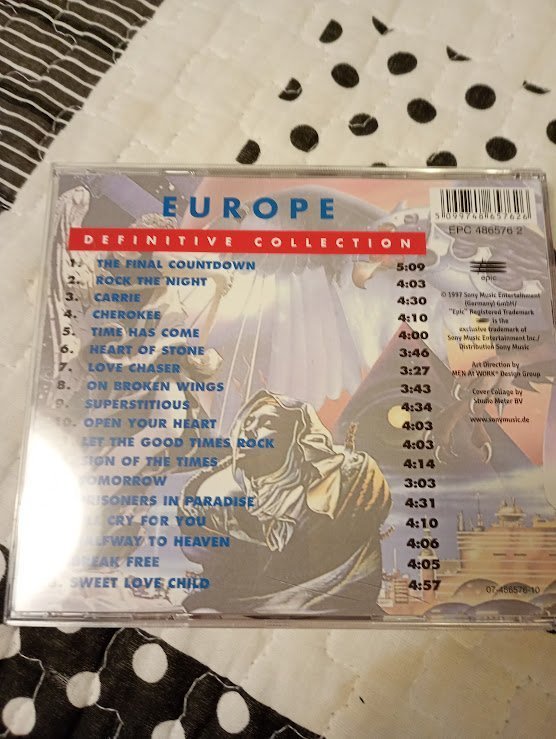 EUROPE
DEFINITIVE COLLECTION
1. THE FINAL COUNTDOWN 5:09
2. ROCK THE NIGHT 4:03
3. CARRIE 4:30
4. CHEROKEE 4:10
5. TIME HAS COME 4:00
6. HEART OF STONE 3:46
7. LOVE CHASER 3:27
8. ON BROKEN WINGS 3:43
9. SUPERSTITIOUS 4:34
10. OPEN YOUR HEART 4:03
LET THE GOOD TIMES ROCK 4:03
SIGN OF THE TIMES 4:14
TOMORROW 3:03
PRISONERS IN PARADISE 4:31
CRY FOR YOU 4:10
HALFWAY TO HEAVEN 4:06
BREAK FREE 4:05
SWEET LOVE CHILD 4:57
5 099748 657626
EPC 486576 2
epic
© 1997 Sony Music Entertainment
(Germany) GmbH/
"Epic" Registered Trademark
is the
exclusive trademark of
Sony Music Entertainment Inc./
Distribution Sony Music
Art Direction by
MEN AT WORK® Design Group
Cover Collage by
Studio Meter BV
www.sonymusic.de
07-486576-10